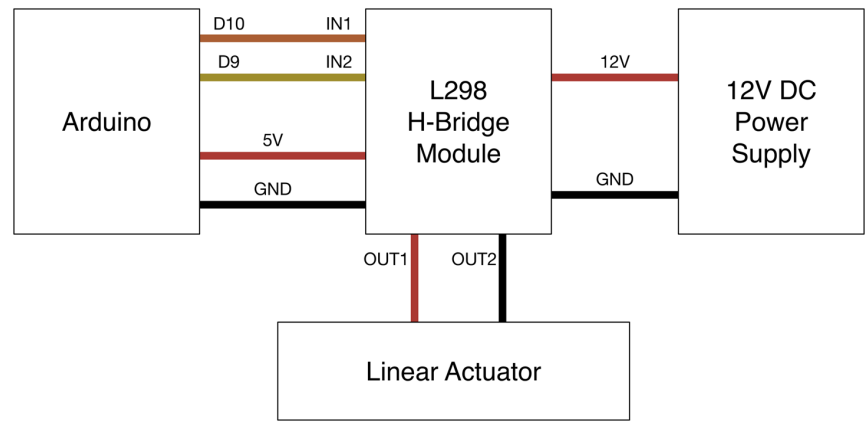 D10 IN1
D9 IN2
5V
GND
Arduino
L298
H-Bridge
Module
12V
GND
12V DC
Power
Supply
OUT1 OUT2
Linear Actuator